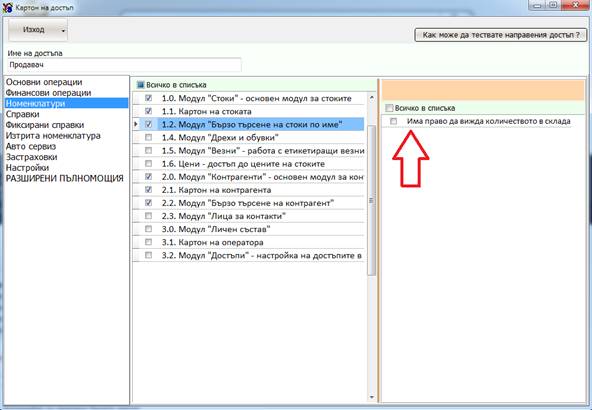 Картон на достъп
Изход
Как може да тествате направения достъп ?
Име на достъпа
Продавач
Основни операции
Финансови операции
Номенклатури
Справки
Фиксирани справки
Изтрита номенклатура
Авто сервиз
Застраховки
Настройки
РАЗШИРЕНИ ПЪЛНОМОЩИЯ
Всичко в списъка
1.0. Модул "Стоки" - основен модул за стоките
1.1. Картон на стоката
1.2. Модул "Бързо търсене на стоки по име"
1.4. Модул "Дрехи и обувки"
1.5. Модул "Везни" - работа с етикетиращи везни
1.6. Цени - достъп до цените на стоките
2.0. Модул "Контрагенти" - основен модул за кон
2.1. Картон на контрагента
2.2. Модул "Бързо търсене на контрагент"
2.3. Модул "Лица за контакти"
3.0. Модул "Личен състав"
3.1. Картон на оператора
3.2. Модул "Достъпи" - настройка на достъпите в
Всичко в списъка
Има право да вижда количеството в склада